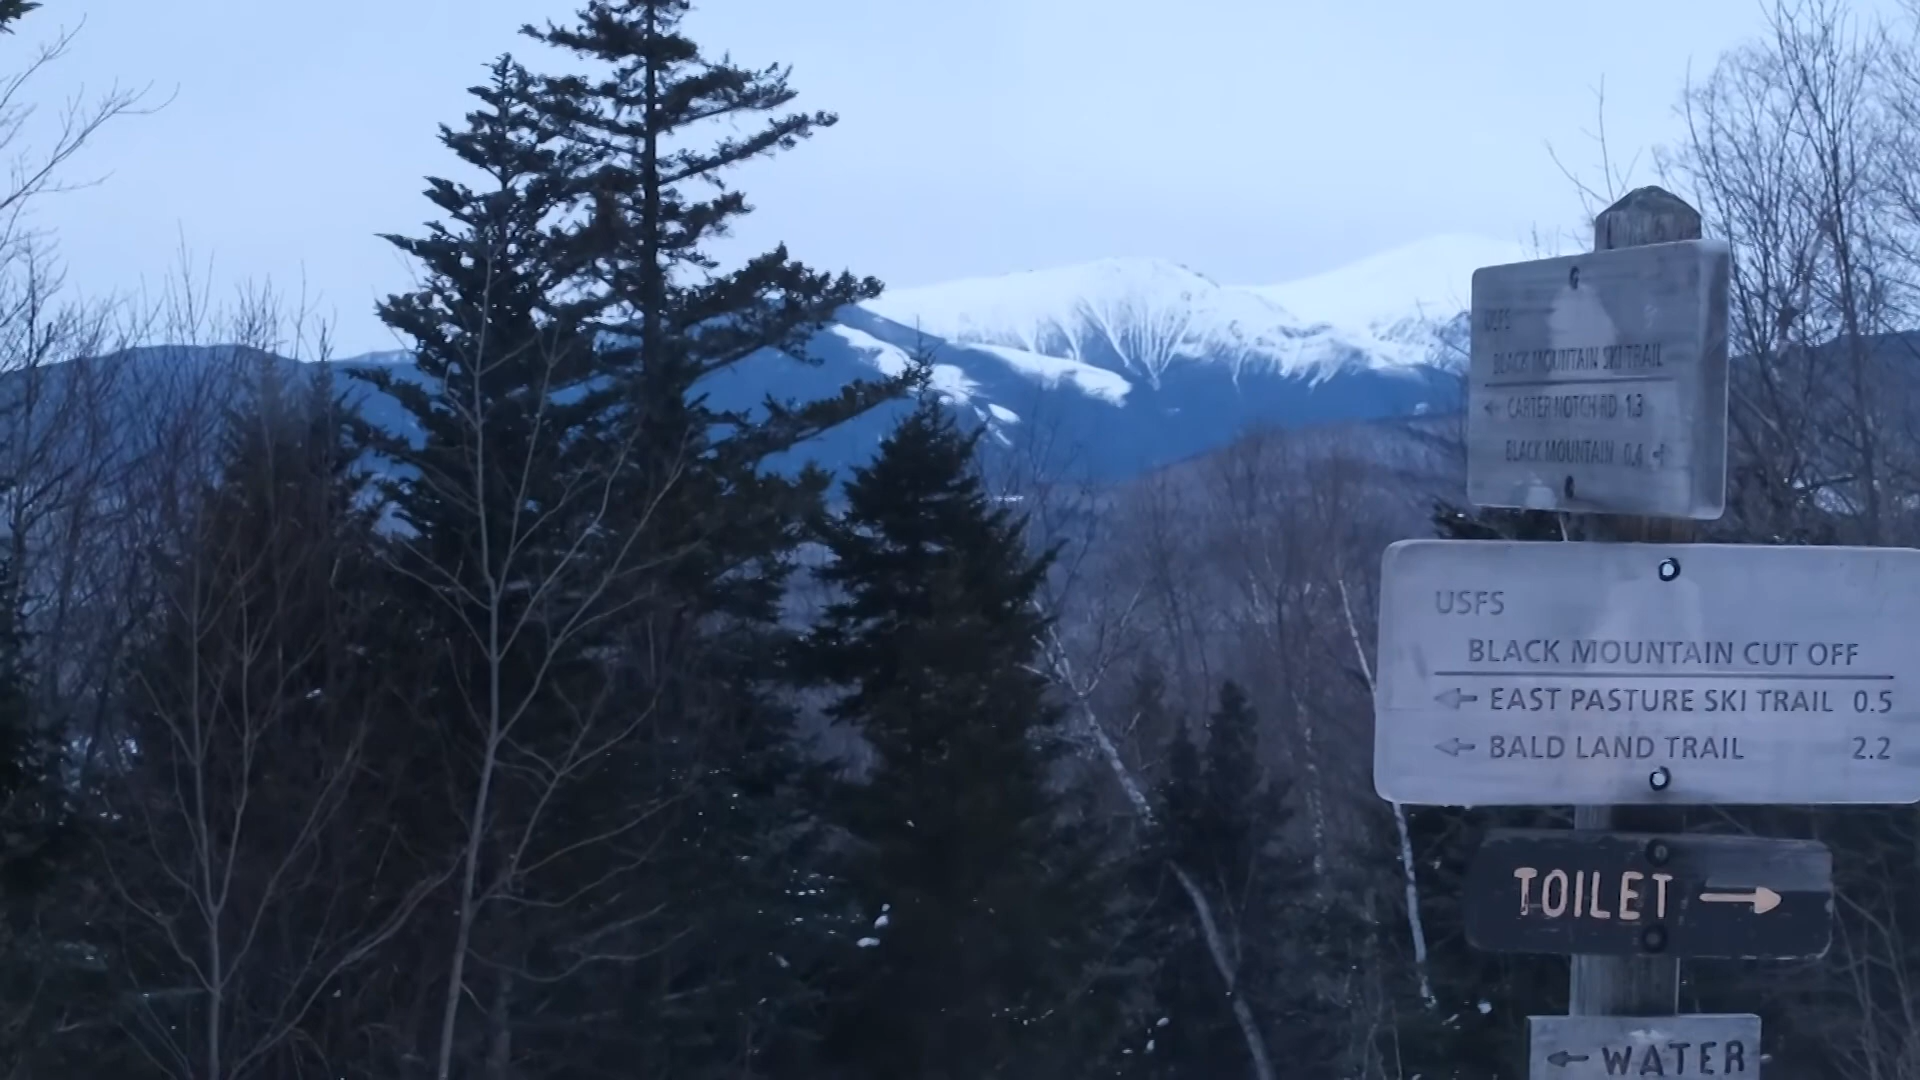 USFS
BLACK MOUNTAIN SKI TRAIL
← CARTER NOTCH RD 1.3
BLACK MOUNTAIN 0.4
USFS
BLACK MOUNTAIN CUT OFF
← EAST PASTURE SKI TRAIL 0.5
← BALD LAND TRAIL 2.2
TOILET →
← WATER